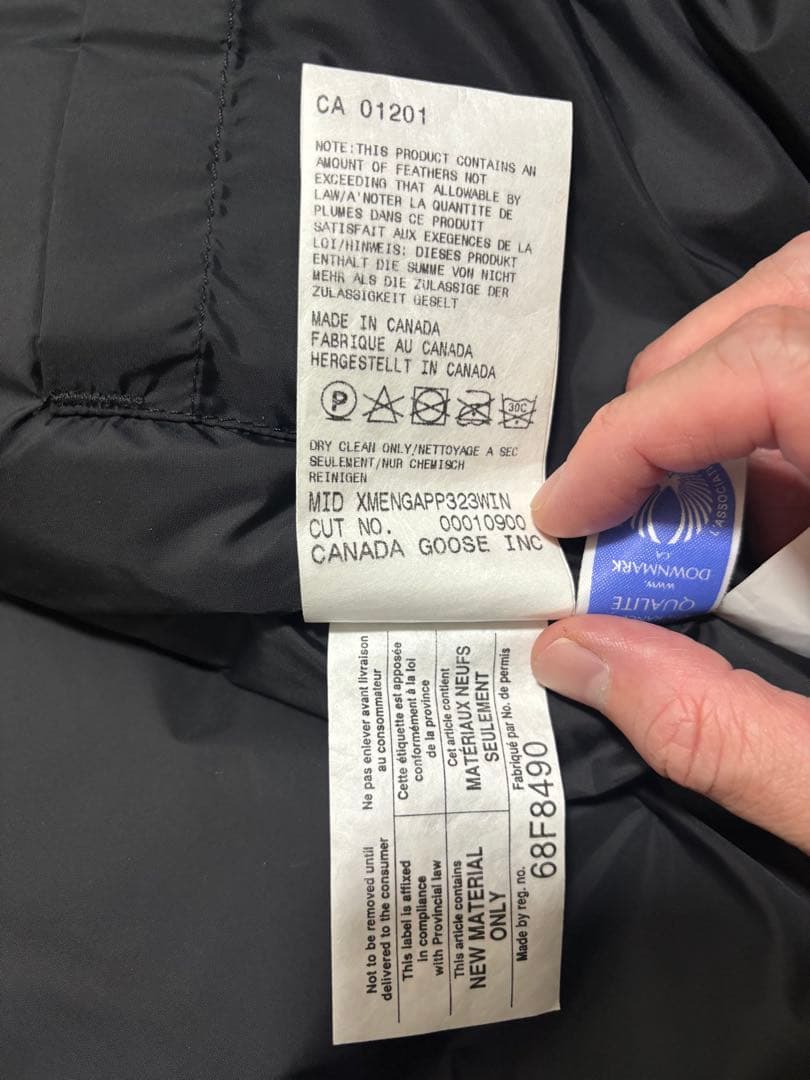 CA 01201
NOTE:THIS PRODUCT CONTAINS AN
AMOUNT OF FEATHERS NOT
EXCEEDING THAT ALLOWABLE BY
LAW/A'NOTER LA QUANTITE DE
PLUMES DANS CE PRODUIT
SATISFAIT AUX EXEGENCES DE LA
LOI/HINWEIS: DIESES PRODUKT
ENTHALT DIE SUMME VON NICHT
MEHR ALS DIE ZULASSIGE DER
ZULASSIGKEIT GESELT
MADE IN CANADA
FABRIQUE AU CANADA
HERGESTELLT IN CANADA
P
30C
DRY CLEAN ONLY/NETTOYAGE A SEC
SEULEMENT/NUR CHEMISCH
REINIGEN
MID XMENGAPP323WIN
CUT NO. 00010900
CANADA GOOSE INC
L'ASSOCIAT
QUALITE
www.
DOWNMARK
.CA
Not to be removed until
delivered to the consumer
Ne pas enlever avant livraison
au consommateur
This label is affixed
in compliance
with Provincial law
Cette étiquette est apposée
conformément à la loi
de la province
This article contains
NEW MATERIAL
ONLY
Cet article contient
MATÉRIAUX NEUFS
SEULEMENT
Made by reg. no.
Fabriqué par No. de permis
68F8490